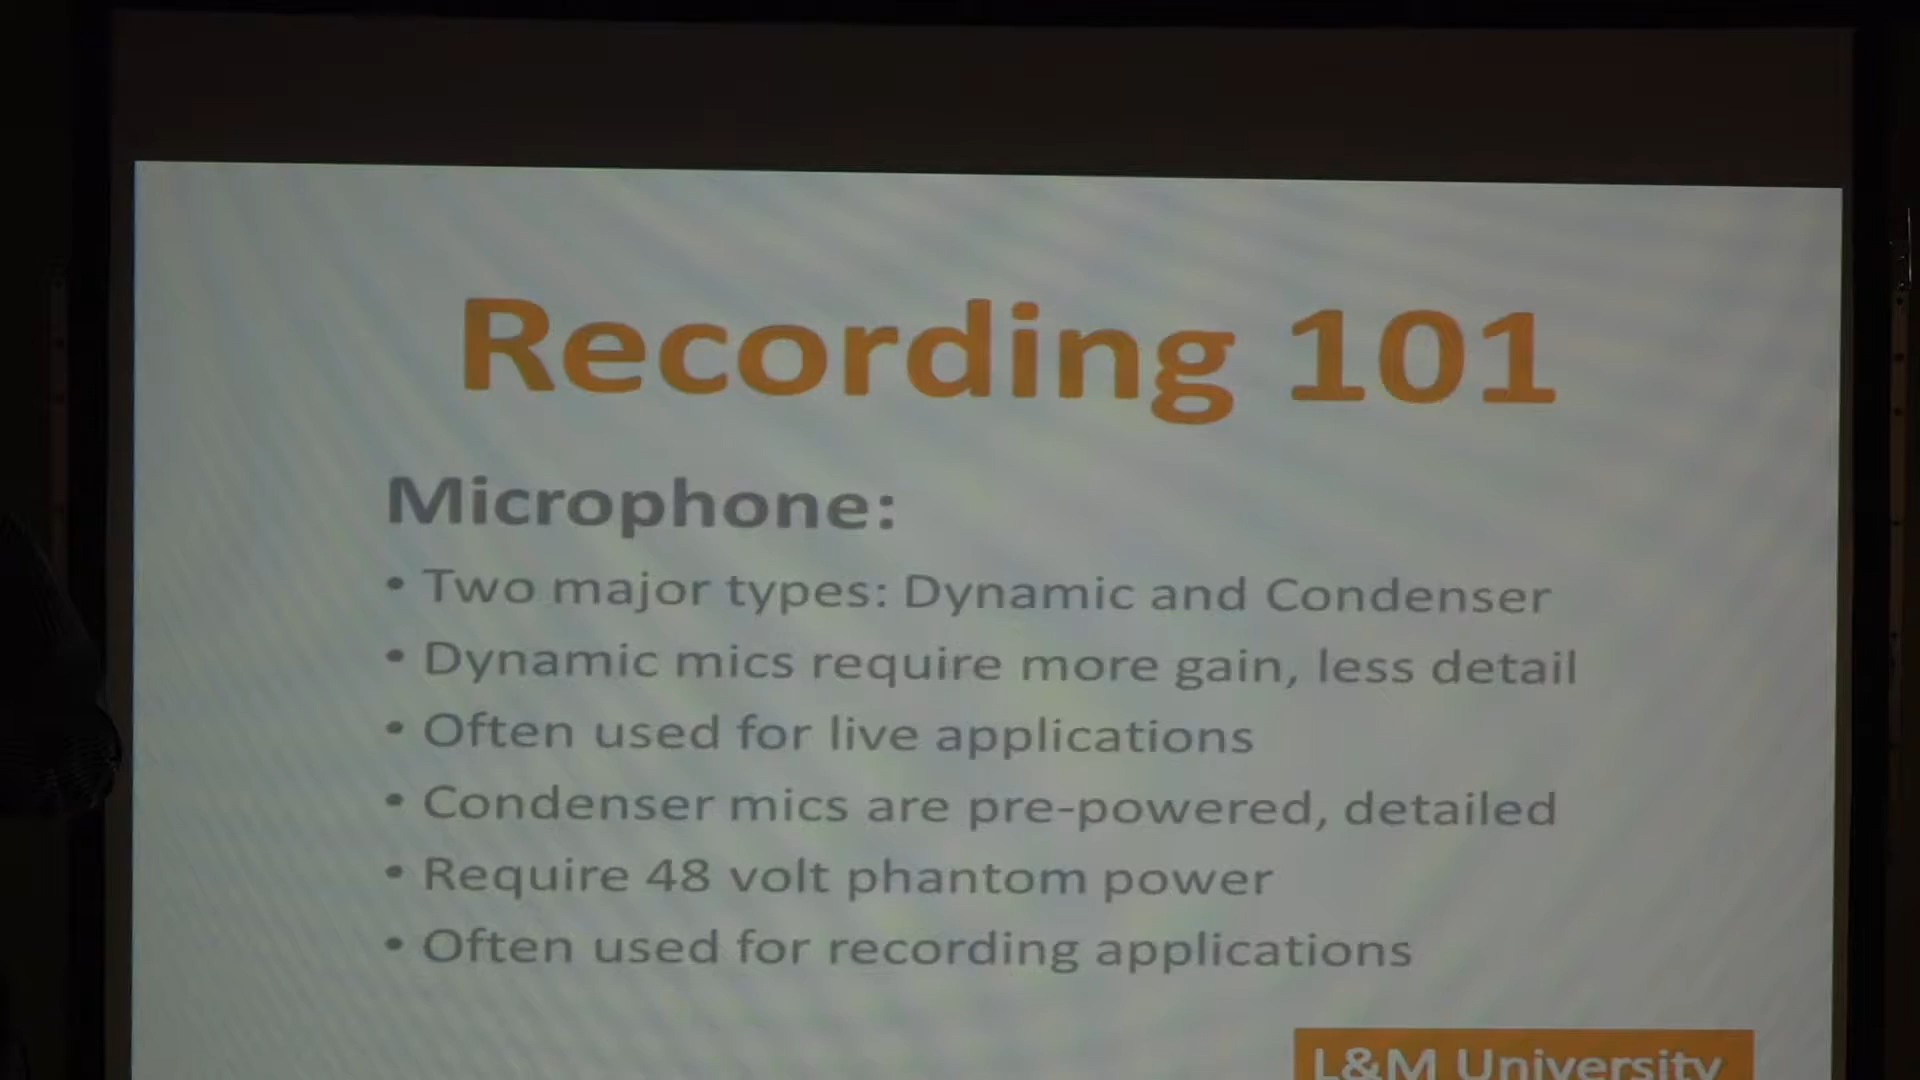 Recording 101
Microphone:
• Two major types: Dynamic and Condenser
• Dynamic mics require more gain, less detail
• Often used for live applications
• Condenser mics are pre-powered, detailed
• Require 48 volt phantom power
• Often used for recording applications
L&M University